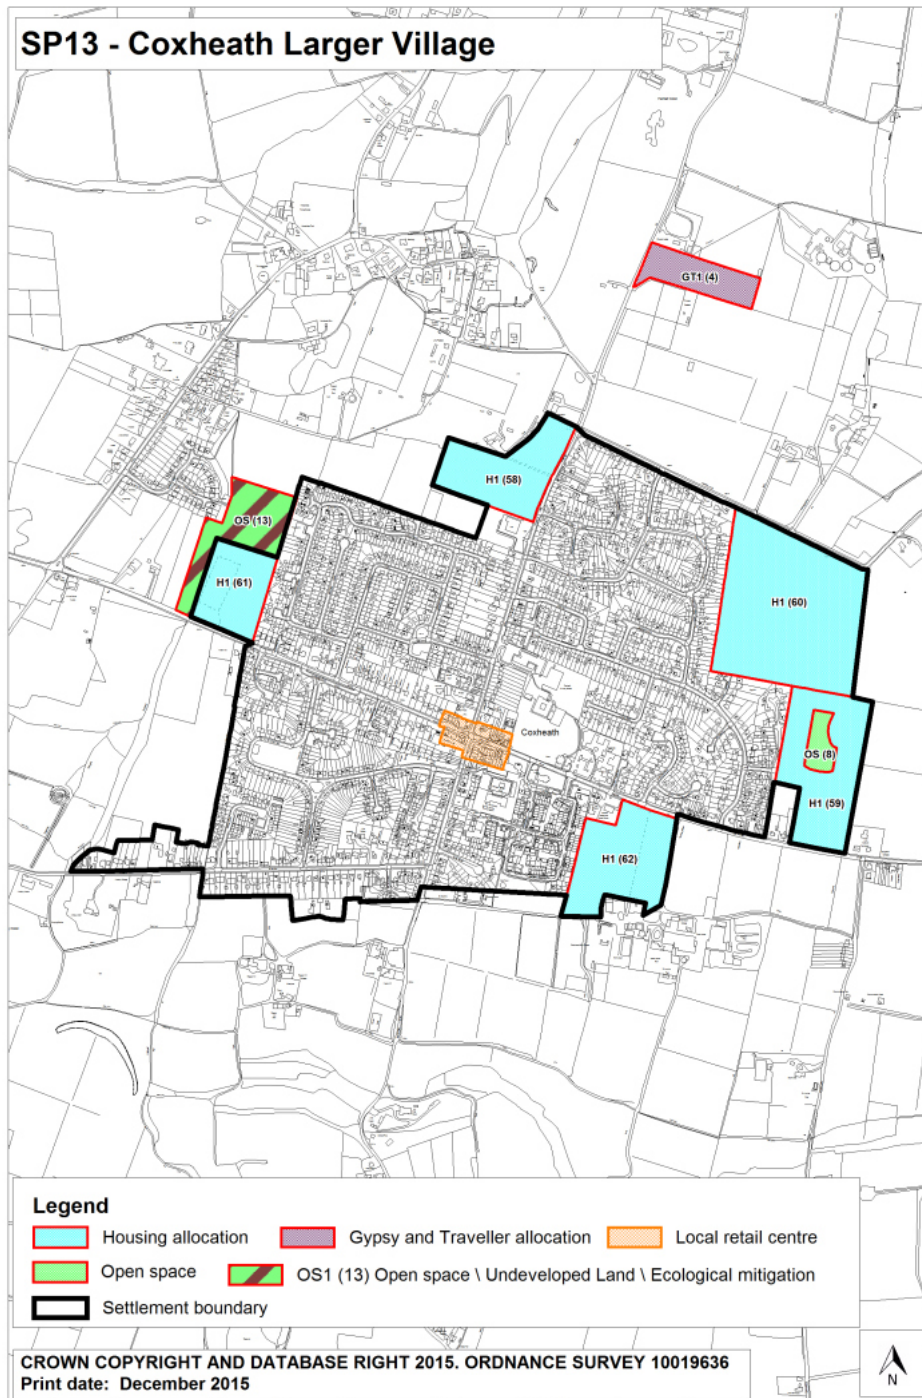 SP13 - Coxheath Larger Village
GT1 (4)
H1 (58)
OS (13)
H1 (61)
H1 (60)
Coxheath
OS (8)
H1 (59)
H1 (62)
Legend
Housing allocation
Gypsy and Traveller allocation
Local retail centre
Open space
OS1 (13) Open space \ Undeveloped Land \ Ecological mitigation
Settlement boundary
CROWN COPYRIGHT AND DATABASE RIGHT 2015. ORDNANCE SURVEY 10019636
Print date: December 2015
N